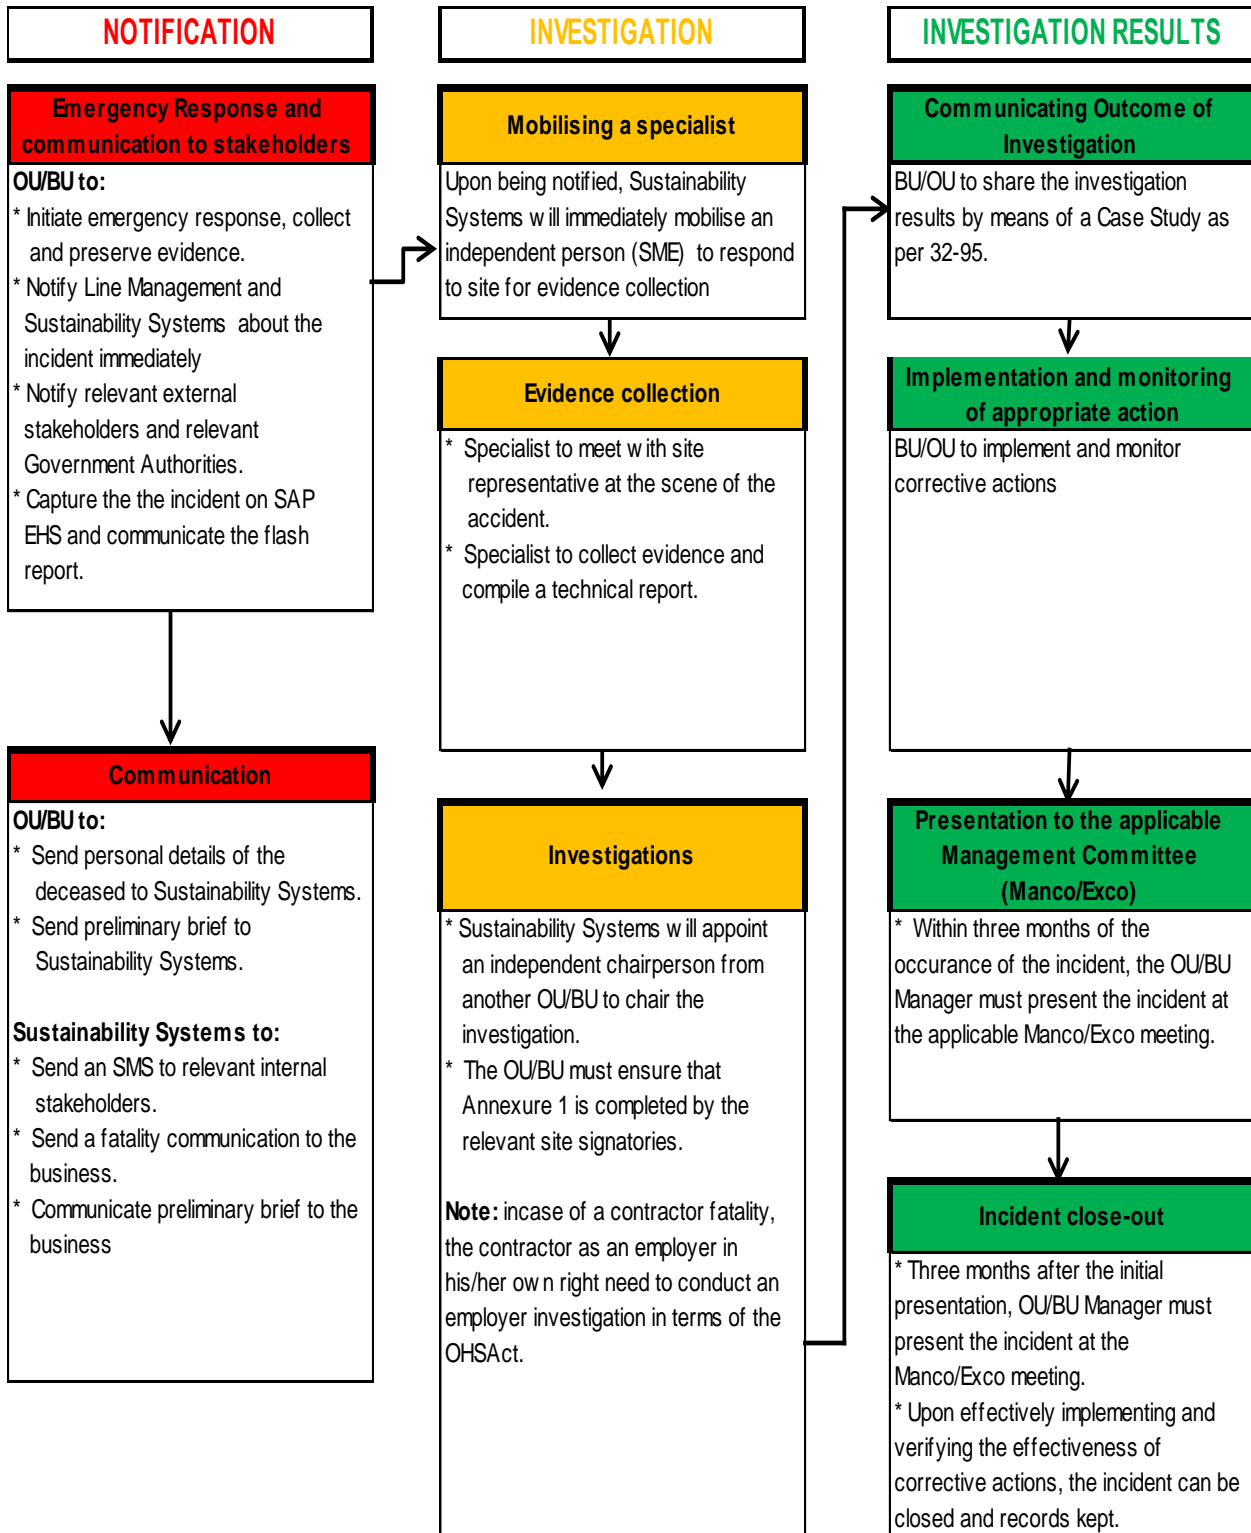 NOTIFICATION
Emergency Response and
communication to stakeholders
OU/BU to:
* Initiate emergency response, collect
and preserve evidence.
* Notify Line Management and
Sustainability Systems about the
incident immediately
* Notify relevant external
stakeholders and relevant
Government Authorities.
* Capture the the incident on SAP
EHS and communicate the flash
report.
Communication
OU/BU to:
* Send personal details of the
deceased to Sustainability Systems.
* Send preliminary brief to
Sustainability Systems.
Sustainability Systems to:
* Send an SMS to relevant internal
stakeholders.
* Send a fatality communication to the
business.
* Communicate preliminary brief to the
business
INVESTIGATION
Mobilising a specialist
Upon being notified, Sustainability
Systems will immediately mobilise an
independent person (SME) to respond
to site for evidence collection
Evidence collection
* Specialist to meet with site
representative at the scene of the
accident.
* Specialist to collect evidence and
compile a technical report.
Investigations
* Sustainability Systems will appoint
an independent chairperson from
another OU/BU to chair the
investigation.
* The OU/BU must ensure that
Annexure 1 is completed by the
relevant site signatories.
Note: incase of a contractor fatality,
the contractor as an employer in
his/her own right need to conduct an
employer investigation in terms of the
OHSAct.
INVESTIGATION RESULTS
Communicating Outcome of
Investigation
BU/OU to share the investigation
results by means of a Case Study as
per 32-95.
Implementation and monitoring
of appropriate action
BU/OU to implement and monitor
corrective actions
Presentation to the applicable
Management Committee
(Manco/Exco)
* Within three months of the
occurance of the incident, the OU/BU
Manager must present the incident at
the applicable Manco/Exco meeting.
Incident close-out
* Three months after the initial
presentation, OU/BU Manager must
present the incident at the
Manco/Exco meeting.
* Upon effectively implementing and
verifying the effectiveness of
corrective actions, the incident can be
closed and records kept.